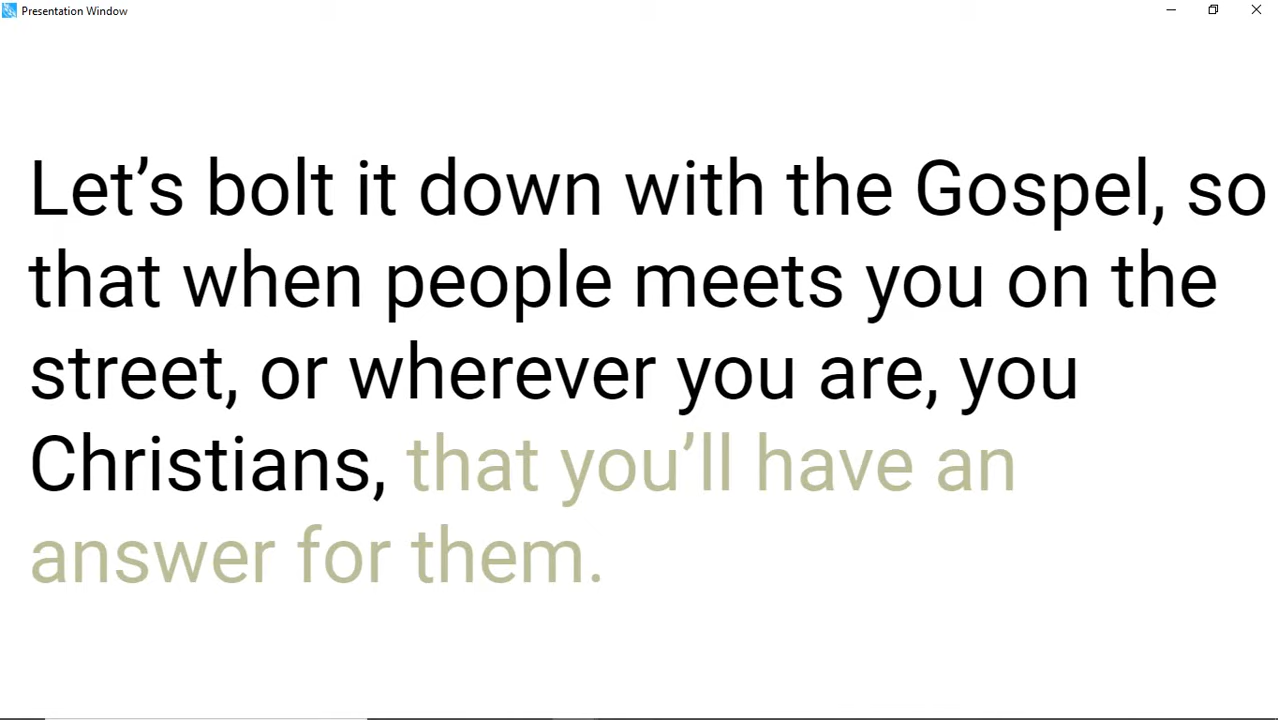 Presentation Window
Let’s bolt it down with the Gospel, so
that when people meets you on the
street, or wherever you are, you
Christians, that you’ll have an
answer for them.